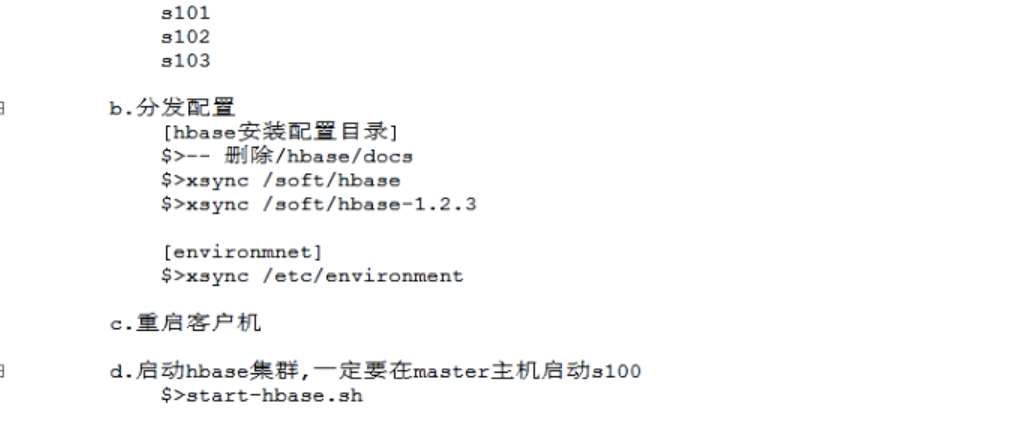 s101
s102
s103
b.分发配置
[hbase安装配置目录]
$>-- 删除/hbase/docs
$>xsync /soft/hbase
$>xsync /soft/hbase-1.2.3
[environmnet]
$>xsync /etc/environment
c.重启客户机
d.启动hbase集群,一定要在master主机启动s100
$>start-hbase.sh